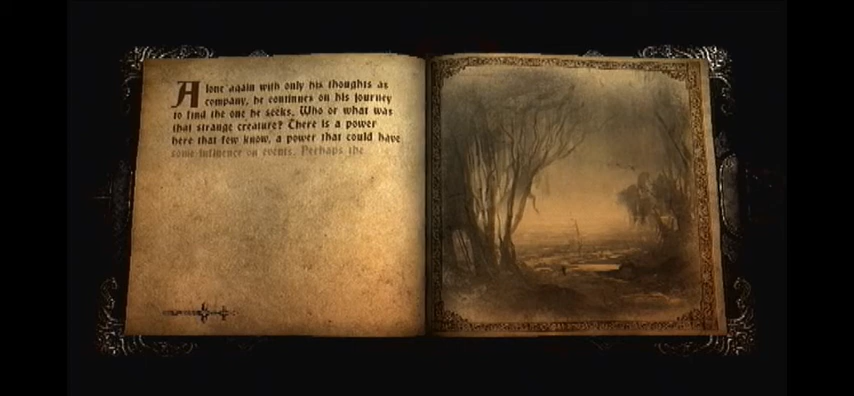 Alone again with only his thoughts as
company, he continues on his journey
to find the one he seeks. Who or what was
that strange creature? There is a power
here that few know, a power that could have
some influence on events. Perhaps the